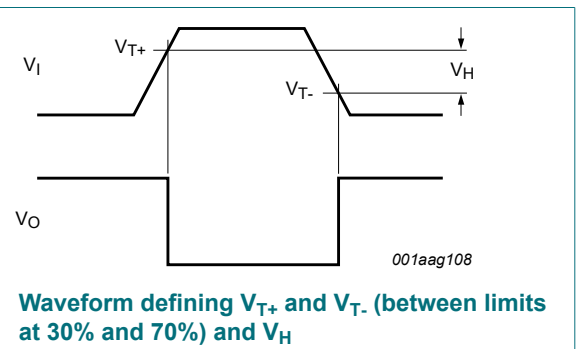 VT+
VI
VH
VT-
VO
001aag108
Waveform defining VT+ and VT- (between limits
at 30% and 70%) and VH